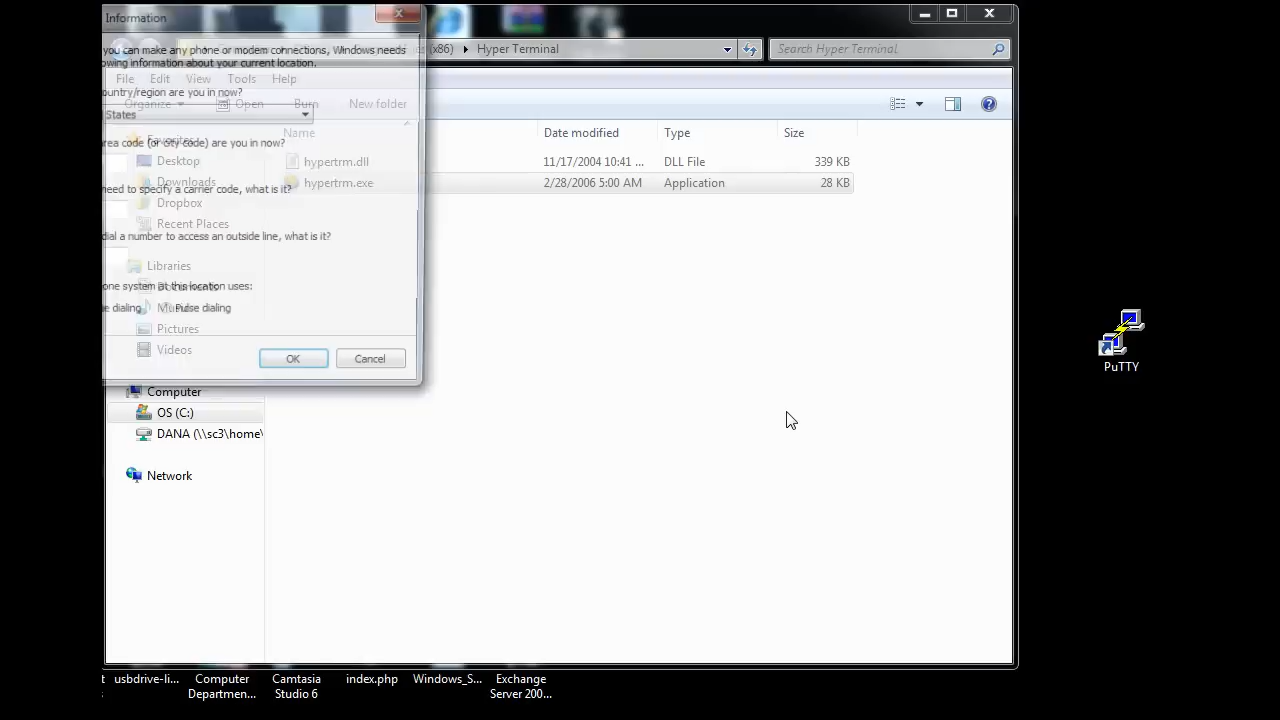 Information
you can make any phone or modem connections, Windows needs
owing information about your current location.
ountry/region are you in now?
States
rea code (or city code) are you in now?
need to specify a carrier code, what is it?
dial a number to access an outside line, what is it?
one system at this location uses:
e dialing Pulse dialing
OK Cancel
(x86) Hyper Terminal
Search Hyper Terminal
File Edit View Tools Help
Organize Open Burn New folder
Name Date modified Type Size
hypertrm.dll 11/17/2004 10:41 ... DLL File 339 KB
hypertrm.exe 2/28/2006 5:00 AM Application 28 KB
Favorites
Desktop
Downloads
Dropbox
Recent Places
Libraries
Documents
Music
Pictures
Videos
Computer
OS (C:)
DANA (\\sc3\home\
Network
PuTTY
usbdrive-li...
Computer
Departmen...
Camtasia
Studio 6
index.php
Windows_S...
Exchange
Server 200...